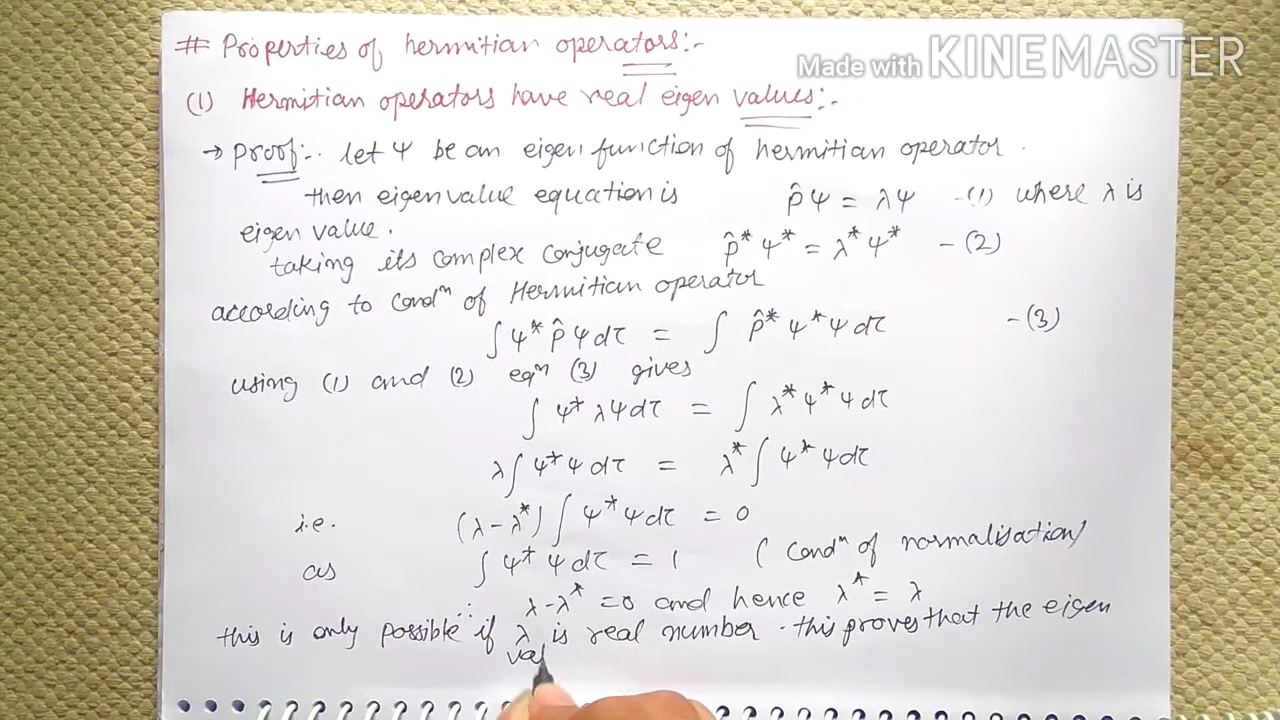 # Properties of hermitian operators:-
Made with KINEMASTER
(1) Hermitian operators have real eigen values:-
→ Proof:- let Ψ be an eigen function of hermitian operator.
then eigenvalue equation is p̂Ψ = λΨ -(1) where λ is
eigen value.
taking its complex conjugate p̂* Ψ* = λ* Ψ* -(2)
according to condⁿ of Hermitian operator
∫ Ψ* p̂ Ψ dτ = ∫ p̂* Ψ* Ψ dτ -(3)
using (1) and (2) eqⁿ (3) gives
∫ Ψ* λΨ dτ = ∫ λ* Ψ* Ψ dτ
λ∫ Ψ* Ψ dτ = λ* ∫ Ψ* Ψ dτ
i.e. (λ-λ*) ∫ Ψ* Ψ dτ = 0
as ∫ Ψ* Ψ dτ = 1 ( condⁿ of normalisation)
∴ λ-λ* =0 and hence λ* = λ
this is only possible if λ is real number. this proves that the eigen
val